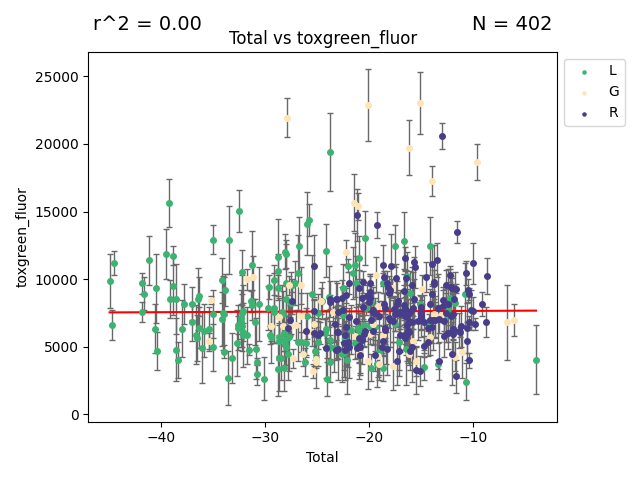 r^2 = 0.00
N = 402
Total vs toxgreen_fluor
L
G
R
25000
20000
15000
10000
5000
0
toxgreen_fluor
−40
−30
−20
−10
Total